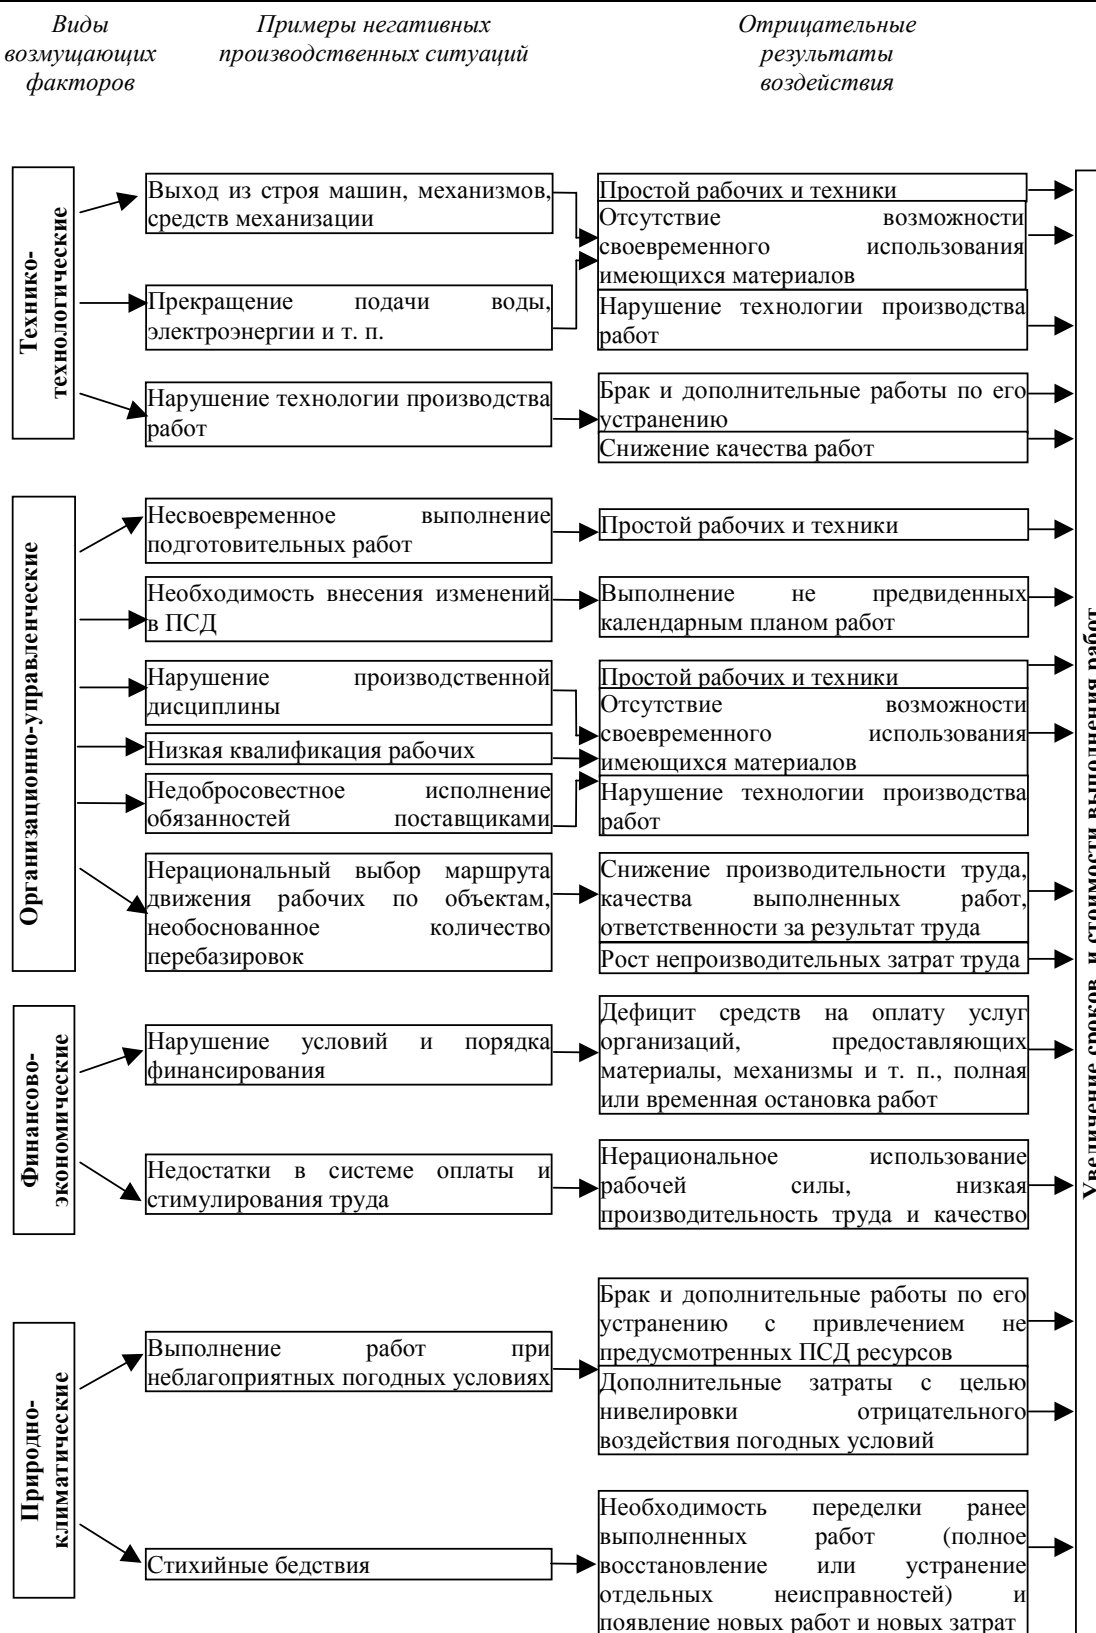 Виды
возмущающих
факторов
Примеры негативных
производственных ситуаций
Отрицательные
результаты
воздействия
Технико-
технологические
Выход из строя машин, механизмов,
средств механизации
Прекращение подачи воды,
электроэнергии и т. п.
Нарушение технологии производства
работ
Простой рабочих и техники
Отсутствие возможности
своевременного использования
имеющихся материалов
Нарушение технологии производства
работ
Брак и дополнительные работы по его
устранению
Снижение качества работ
Организационно-управленческие
Несвоевременное выполнение
подготовительных работ
Необходимость внесения изменений
в ПСД
Нарушение производственной
дисциплины
Низкая квалификация рабочих
Недобросовестное исполнение
обязанностей поставщиками
Нерациональный выбор маршрута
движения рабочих по объектам,
необоснованное количество
перебазировок
Простой рабочих и техники
Выполнение не предвиденных
календарным планом работ
Простой рабочих и техники
Отсутствие возможности
своевременного использования
имеющихся материалов
Нарушение технологии производства
работ
Снижение производительности труда,
качества выполненных работ,
ответственности за результат труда
Рост непроизводительных затрат труда
Финансово-
экономические
Нарушение условий и порядка
финансирования
Недостатки в системе оплаты и
стимулирования труда
Дефицит средств на оплату услуг
организаций, предоставляющих
материалы, механизмы и т. п., полная
или временная остановка работ
Нерациональное использование
рабочей силы, низкая
производительность труда и качество
Природно-
климатические
Выполнение работ при
неблагоприятных погодных условиях
Стихийные бедствия
Брак и дополнительные работы по его
устранению с привлечением не
предусмотренных ПСД ресурсов
Дополнительные затраты с целью
нивелировки отрицательного
воздействия погодных условий
Необходимость переделки ранее
выполненных работ (полное
восстановление или устранение
отдельных неисправностей) и
появление новых работ и новых затрат
Увеличение сроков и стоимости выполнения работ